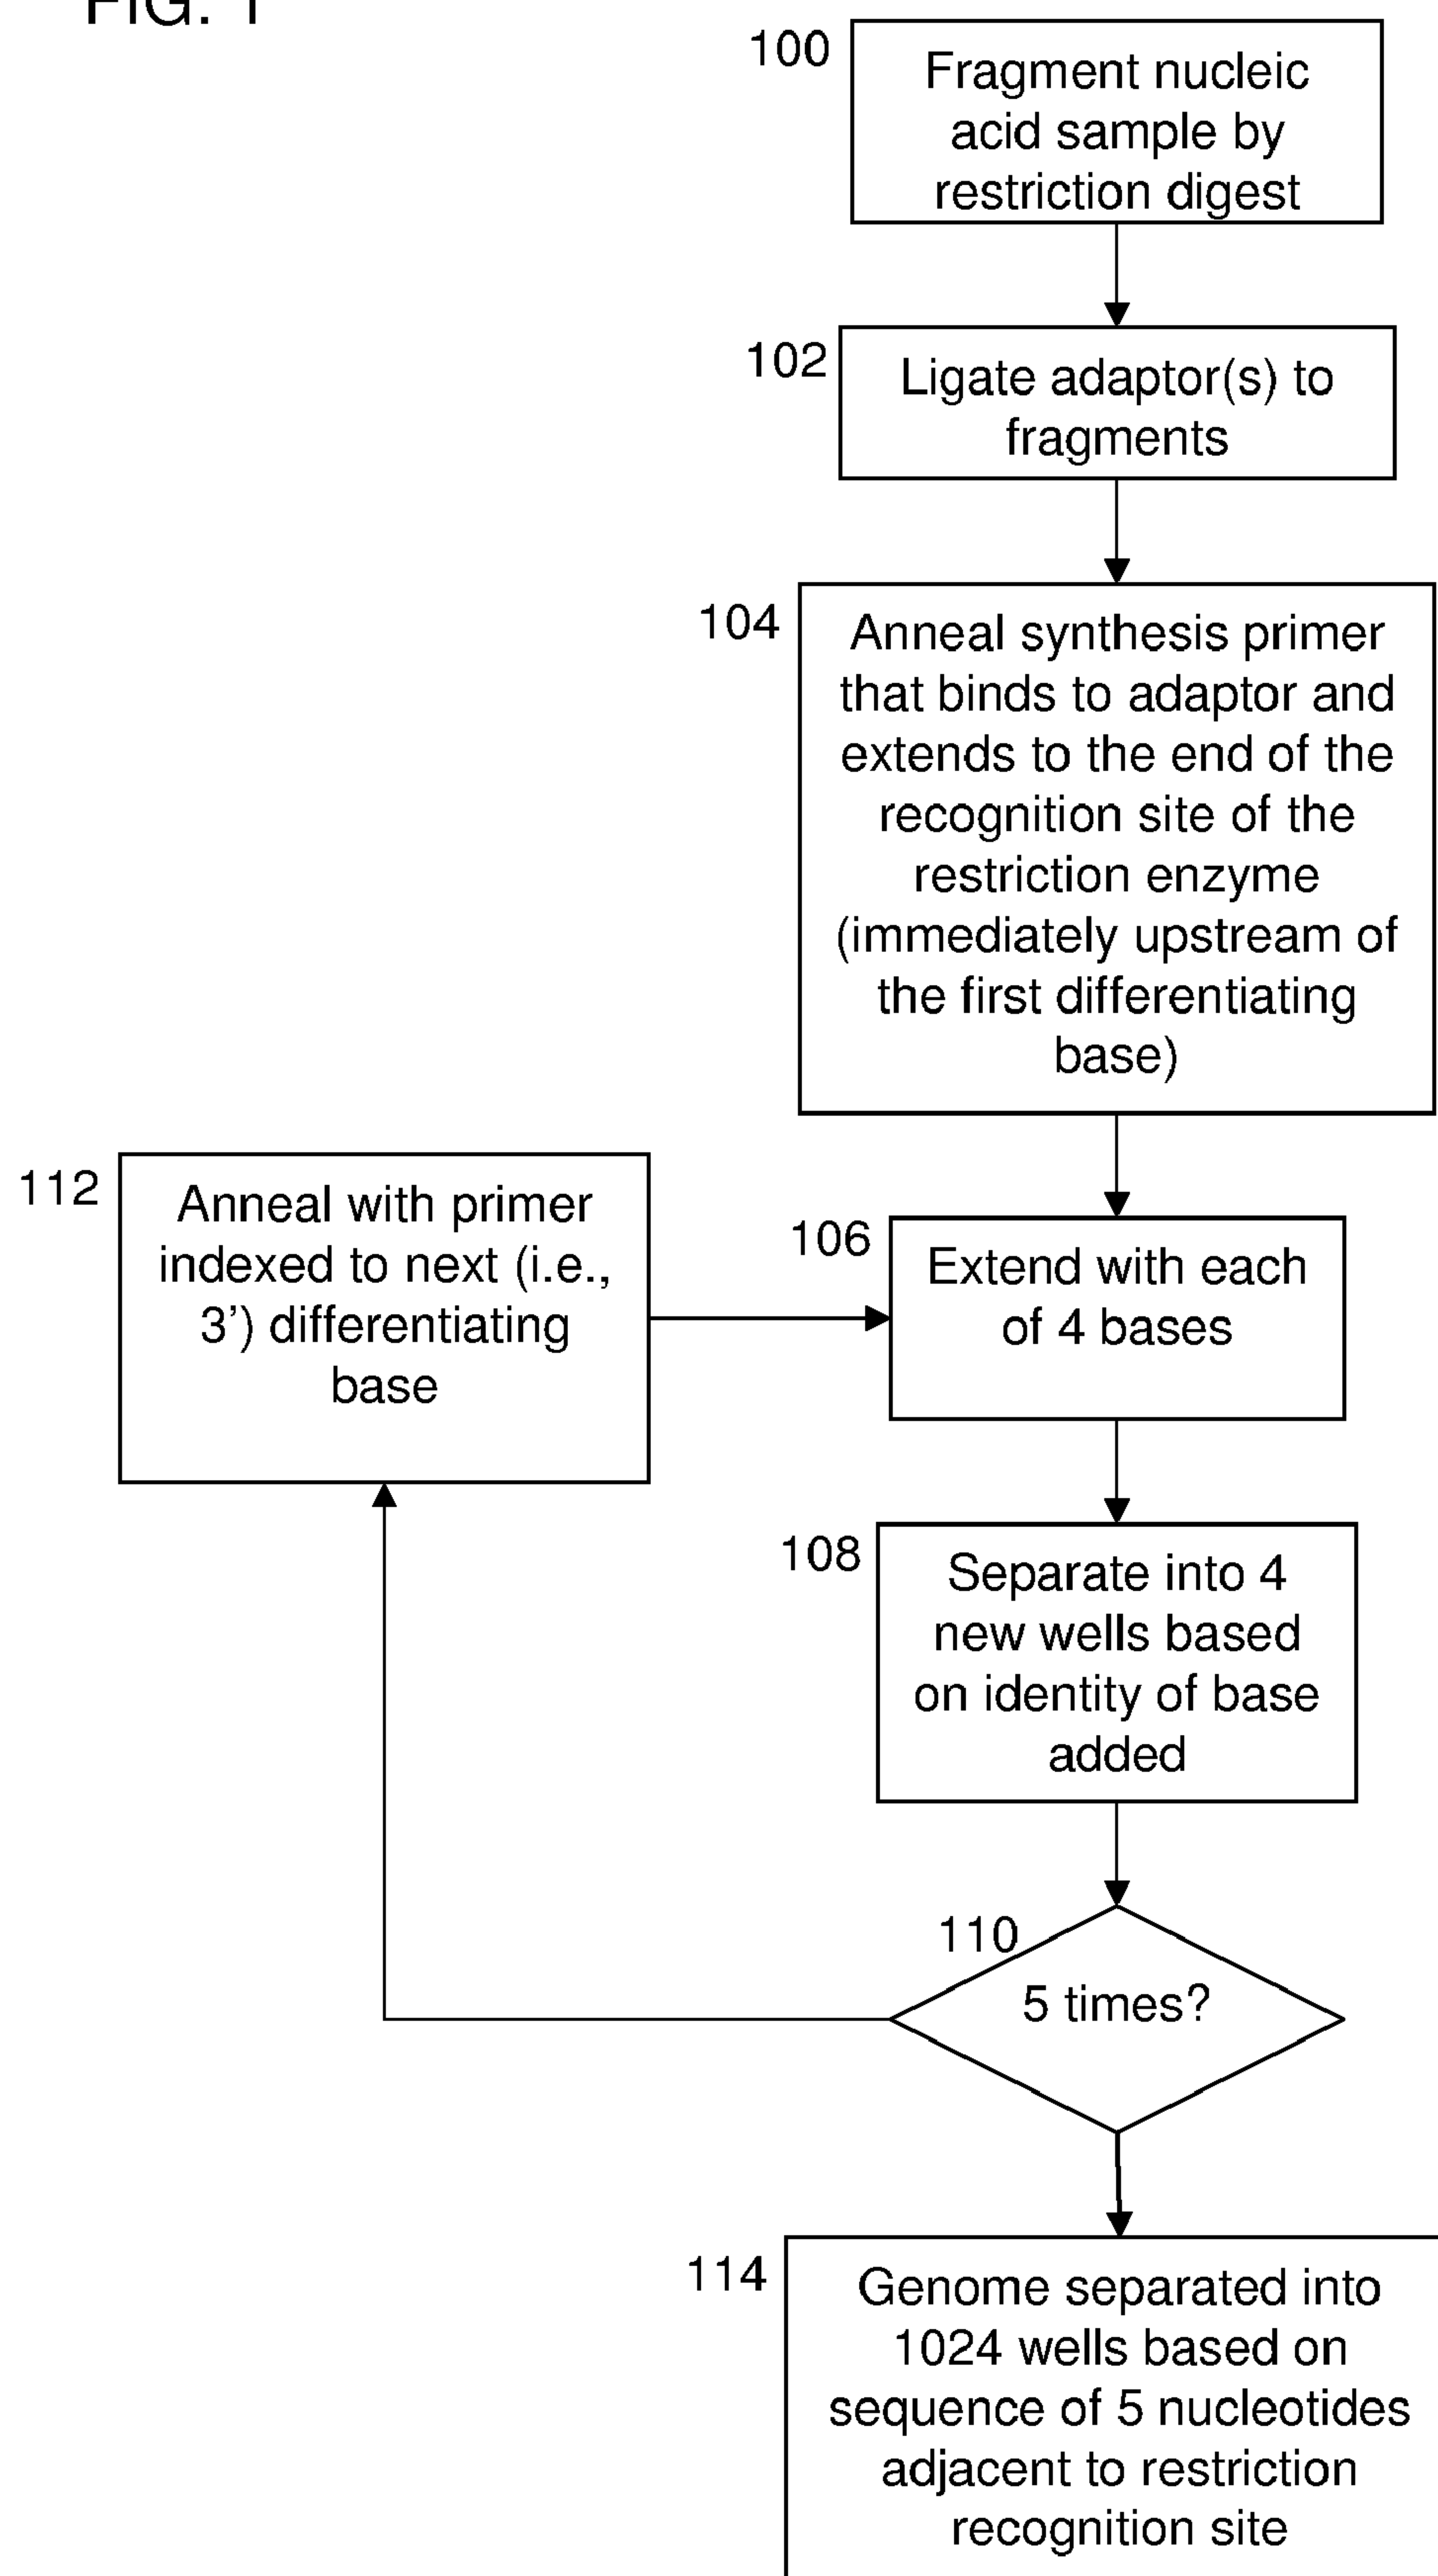 FIG. 1
100
Fragment nucleic
acid sample by
restriction digest
102
Ligate adaptor(s) to
fragments
104
Anneal synthesis primer
that binds to adaptor and
extends to the end of the
recognition site of the
restriction enzyme
(immediately upstream of
the first differentiating
base)
112
Anneal with primer
indexed to next (i.e.,
3’) differentiating
base
106
Extend with each
of 4 bases
108
Separate into 4
new wells based
on identity of base
added
110
5 times?
114
Genome separated into
1024 wells based on
sequence of 5 nucleotides
adjacent to restriction
recognition site